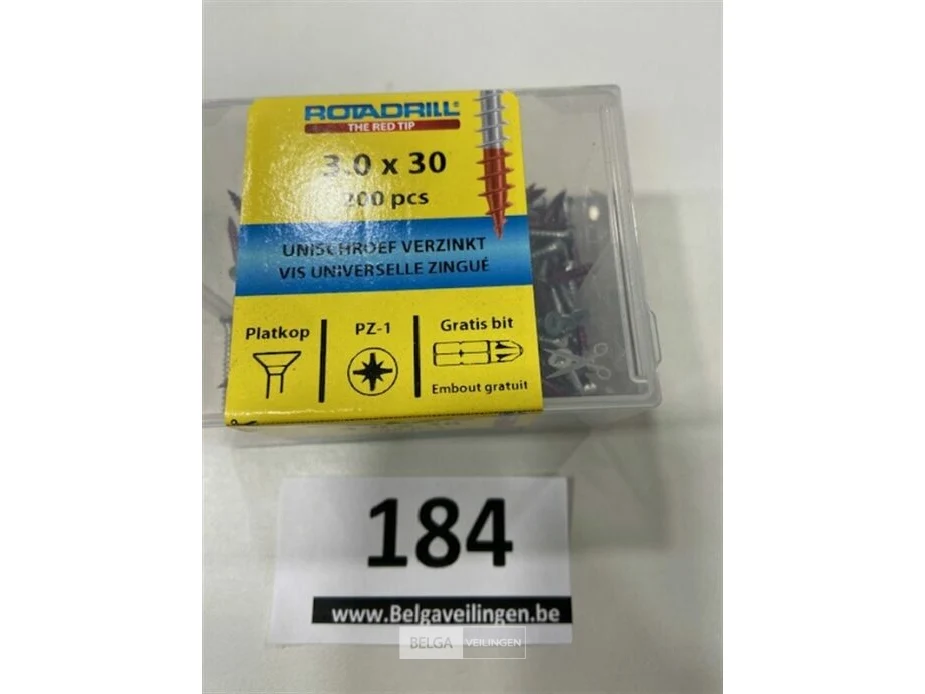 ROTADRILL®
THE RED TIP
3.0 x 30
200 pcs
UNISCHROEF VERZINKT
VIS UNIVERSELLE ZINGUÉ
Platkop
PZ-1
Gratis bit
Embout gratuit
184
www.Belgaveilingen.be
BELGA VEILINGEN